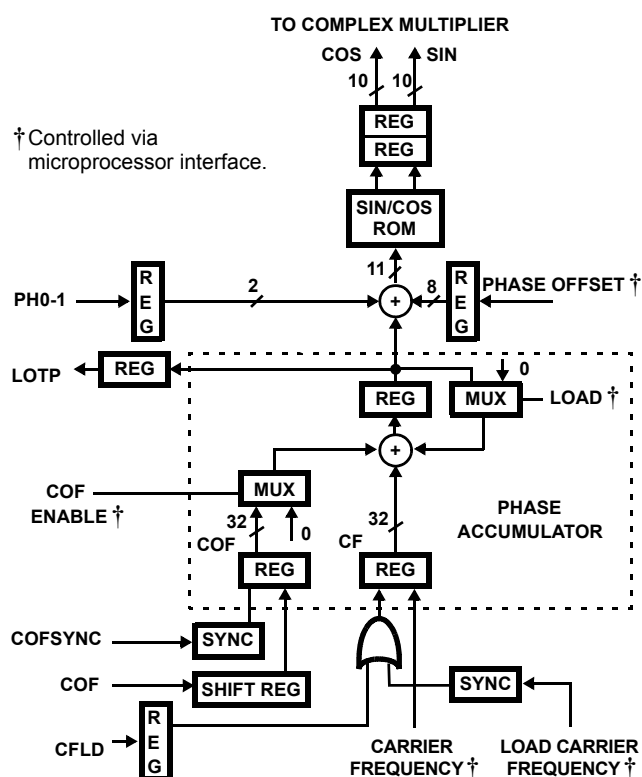 TO COMPLEX MULTIPLIER
COS SIN
10 10
REG
REG
† Controlled via
microprocessor interface.
SIN/COS
ROM
11
PH0-1
R
E
G
2
+
8
R
E
G
PHASE OFFSET †
LOTP
REG
REG
0
MUX
LOAD †
+
COF
ENABLE †
MUX
32
COF
0
32
CF
PHASE
ACCUMULATOR
REG
REG
COFSYNC
SYNC
COF
SHIFT REG
SYNC
CFLD
R
E
G
CARRIER
FREQUENCY †
LOAD CARRIER
FREQUENCY †